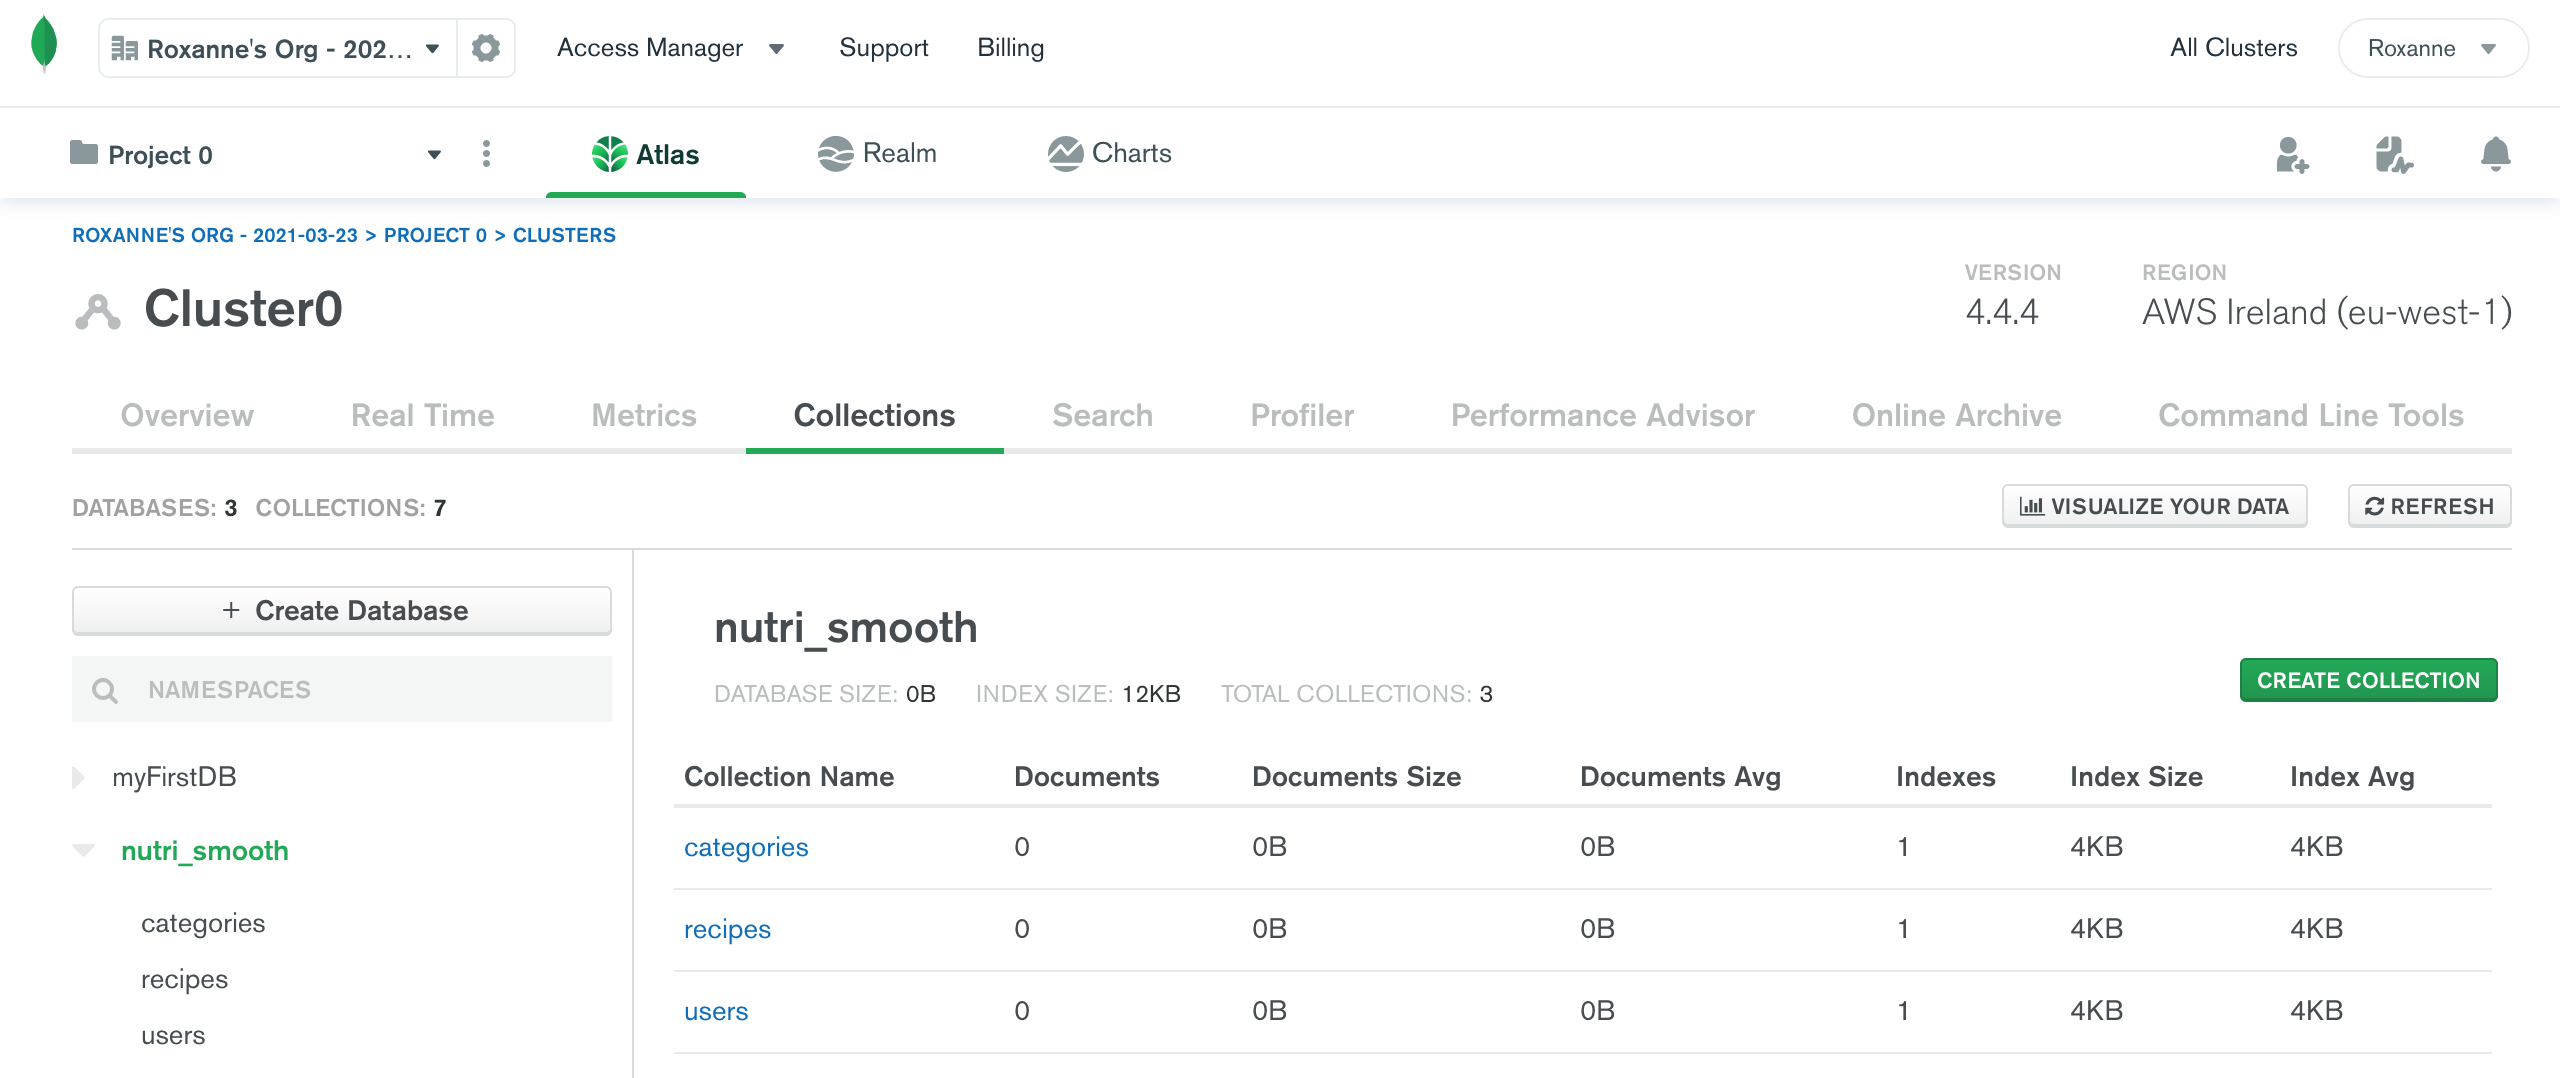 Roxanne's Org - 202... Access Manager Support Billing All Clusters Roxanne
Project 0 Atlas Realm Charts
ROXANNE'S ORG - 2021-03-23 > PROJECT 0 > CLUSTERS
Cluster0
VERSION REGION
4.4.4 AWS Ireland (eu-west-1)
Overview Real Time Metrics Collections Search Profiler Performance Advisor Online Archive Command Line Tools
DATABASES: 3 COLLECTIONS: 7 VISUALIZE YOUR DATA REFRESH
+ Create Database
NAMESPACES
myFirstDB
nutri_smooth
categories
recipes
users
nutri_smooth
DATABASE SIZE: 0B INDEX SIZE: 12KB TOTAL COLLECTIONS: 3
CREATE COLLECTION
Collection Name Documents Documents Size Documents Avg Indexes Index Size Index Avg
categories 0 0B 0B 1 4KB 4KB
recipes 0 0B 0B 1 4KB 4KB
users 0 0B 0B 1 4KB 4KB